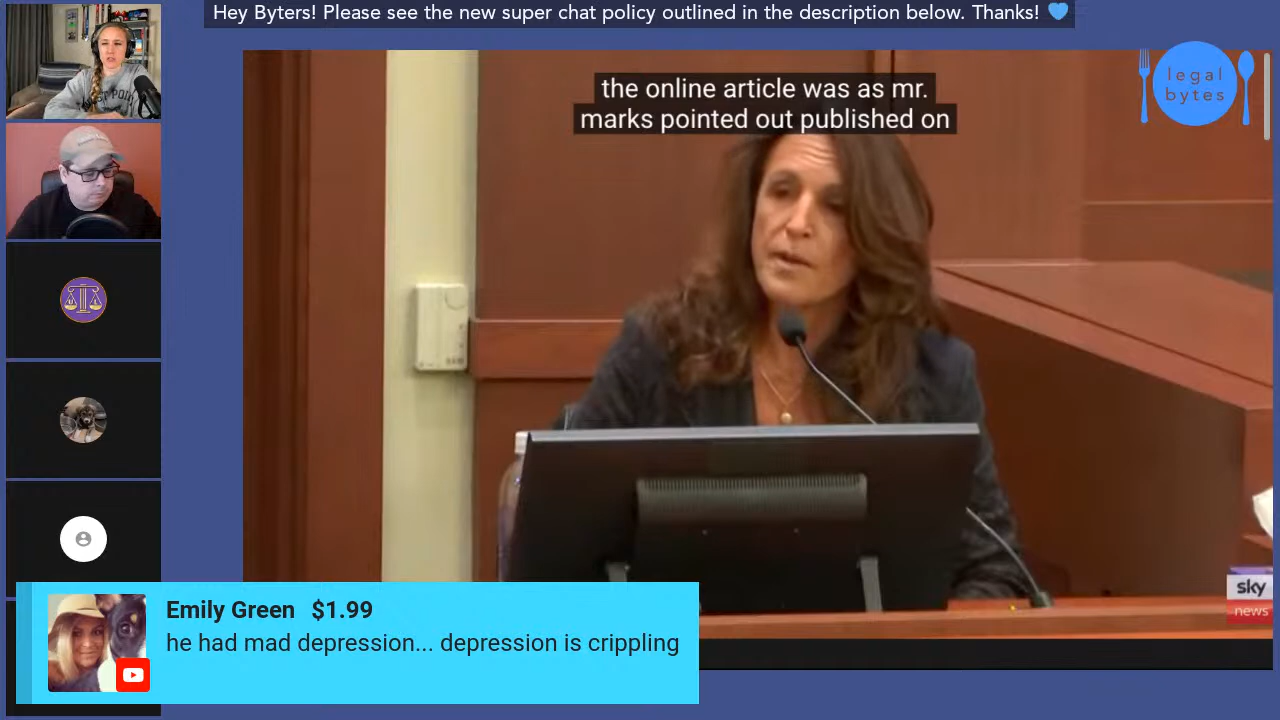 Hey Byters! Please see the new super chat policy outlined in the description below. Thanks!
legal
bytes
the online article was as mr.
marks pointed out published on
sky
news
Emily Green $1.99
he had mad depression... depression is crippling